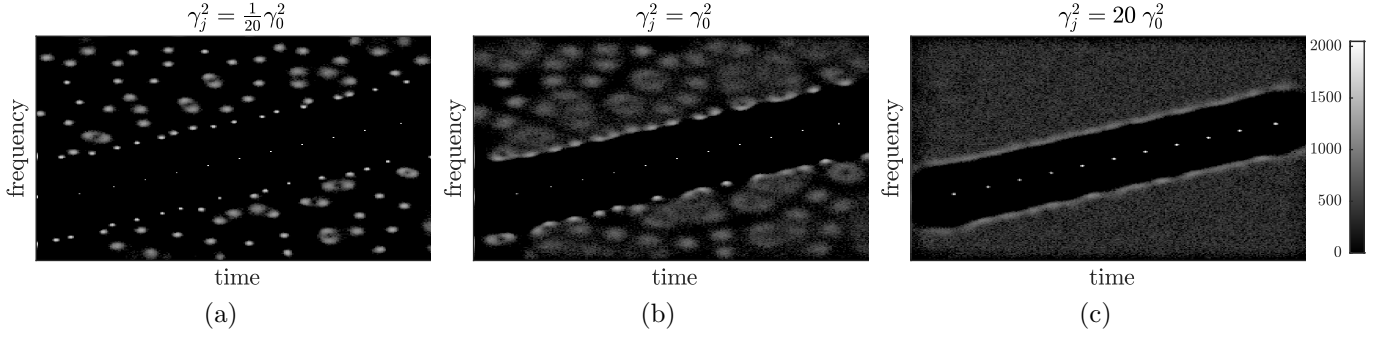 γ_j^2 = 1/20 γ_0^2
γ_j^2 = γ_0^2
γ_j^2 = 20 γ_0^2
frequency
frequency
frequency
2000
1500
1000
500
0
time
time
time
(a)
(b)
(c)